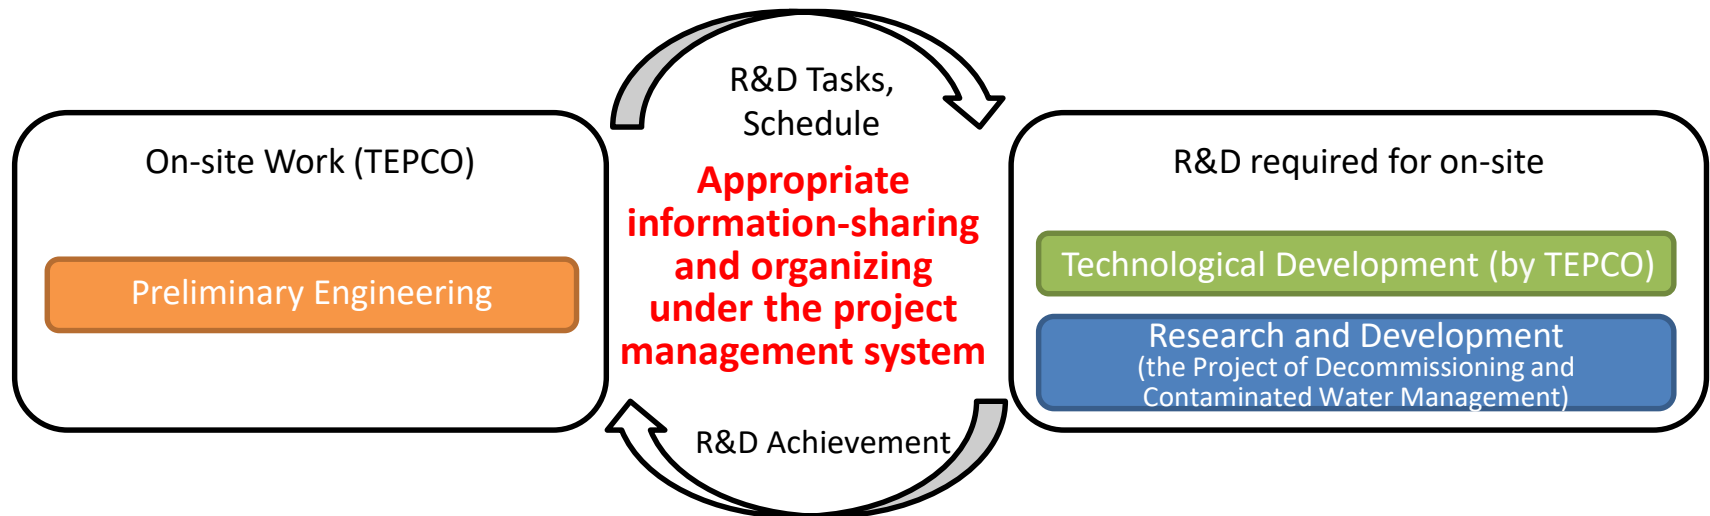 On-site Work (TEPCO)
Preliminary Engineering
R&D Tasks,
Schedule
Appropriate
information-sharing
and organizing
under the project
management system
R&D Achievement
R&D required for on-site
Technological Development (by TEPCO)
Research and Development
(the Project of Decommissioning and
Contaminated Water Management)